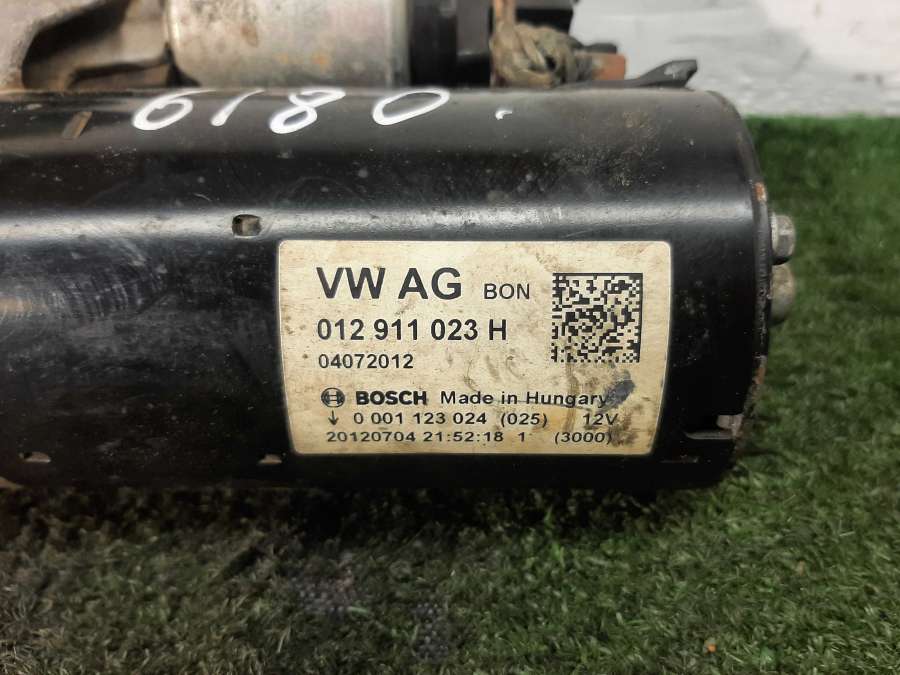 6180.
VW AG BON
012 911 023 H
04072012
BOSCH Made in Hungary
↓ 0 001 123 024 (025) 12V
20120704 21:52:18 1 (3000)